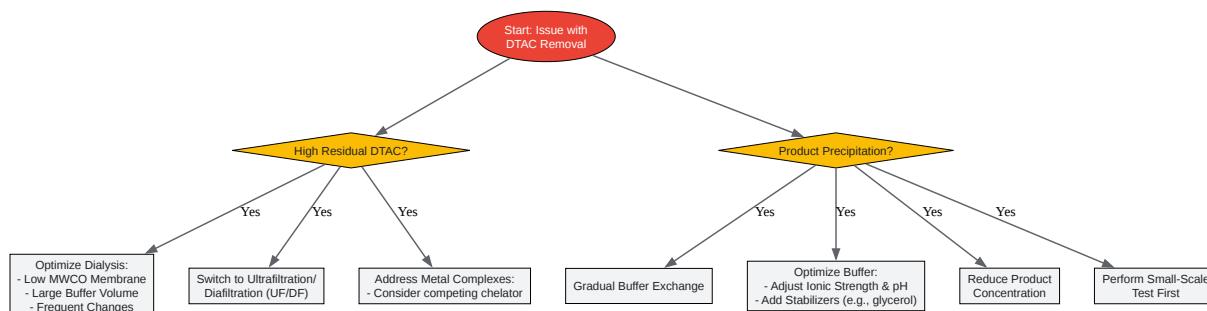 Start: Issue with
DTAC Removal
High Residual DTAC?
Product Precipitation?
Yes
Yes
Yes
Yes
Yes
Yes
Yes
Optimize Dialysis:
- Low MWCO Membrane
- Large Buffer Volume
- Frequent Changes
Switch to Ultrafiltration/
Diafiltration (UF/DF)
Address Metal Complexes:
- Consider competing chelator
Gradual Buffer Exchange
Optimize Buffer:
- Adjust Ionic Strength & pH
- Add Stabilizers (e.g., glycerol)
Reduce Product
Concentration
Perform Small-Scale
Test First